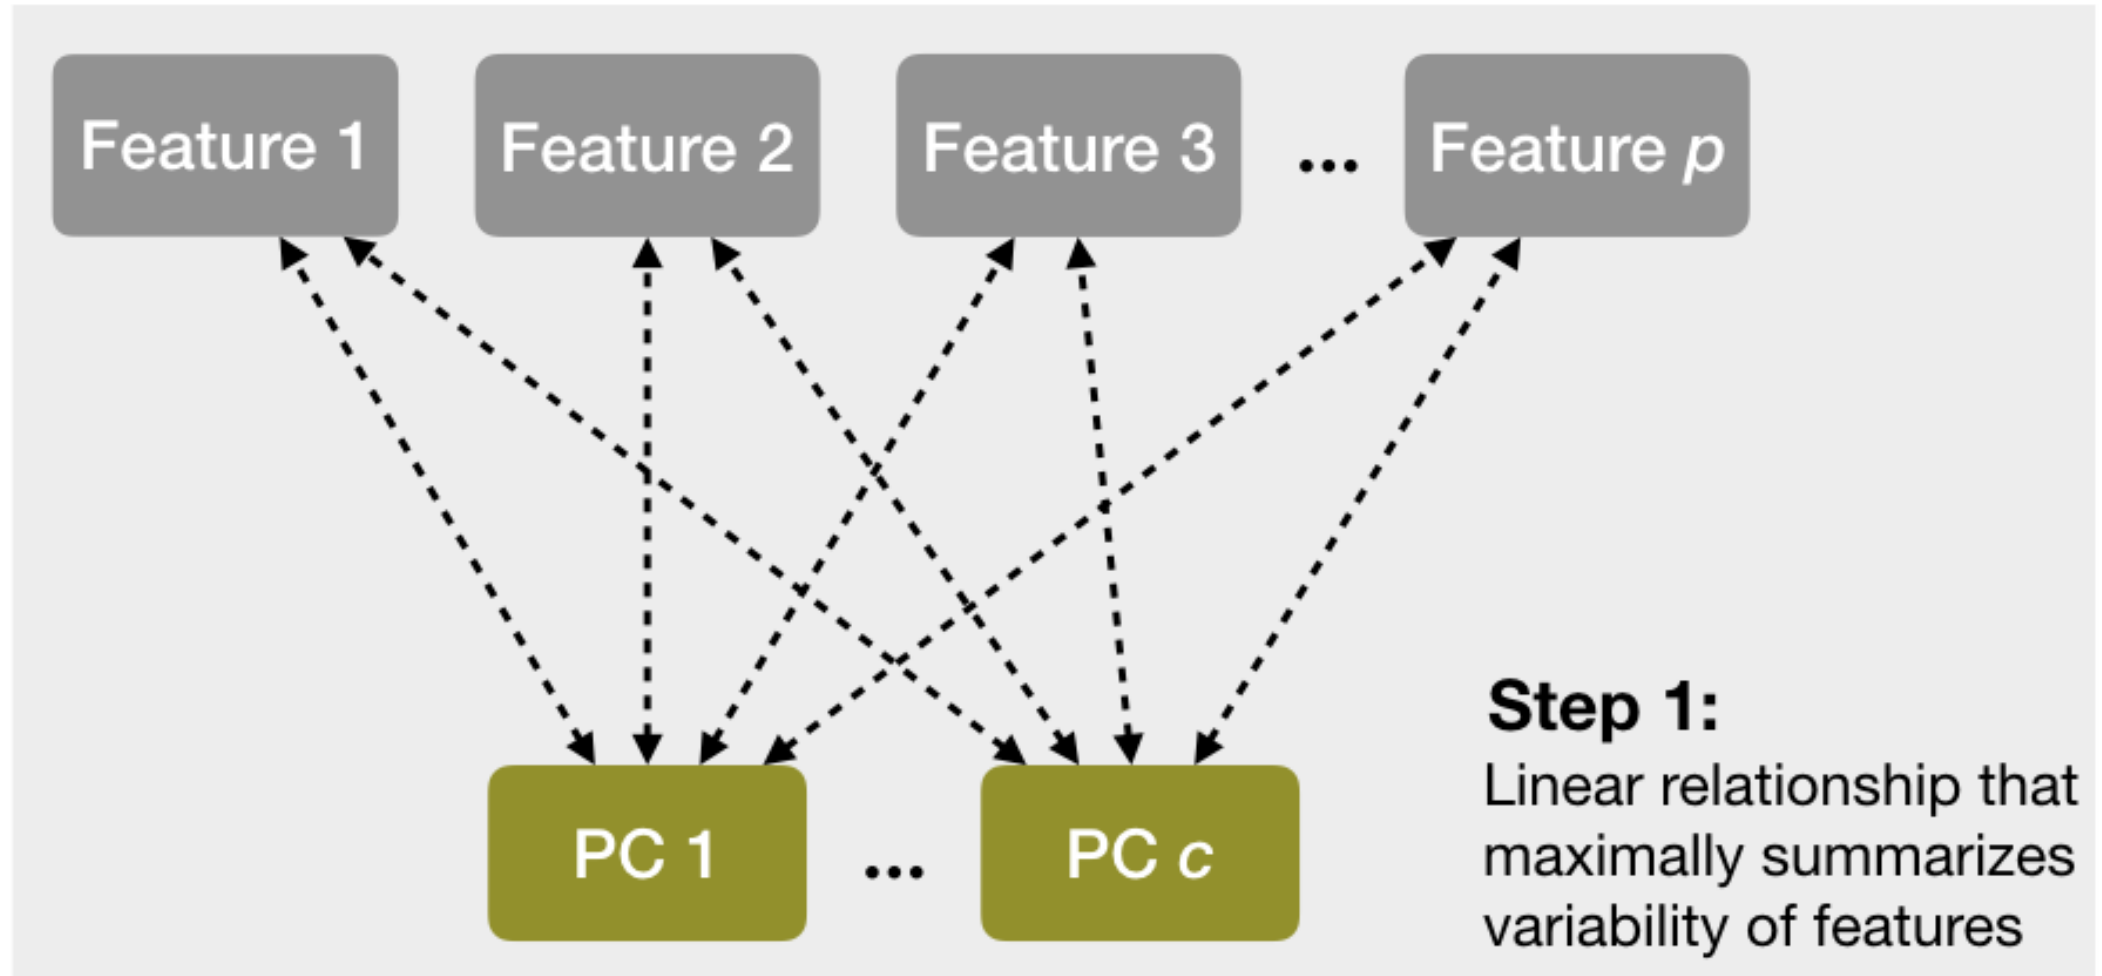 Feature 1
Feature 2
Feature 3
...
Feature p
PC 1
...
PC c
Step 1:
Linear relationship that
maximally summarizes
variability of features